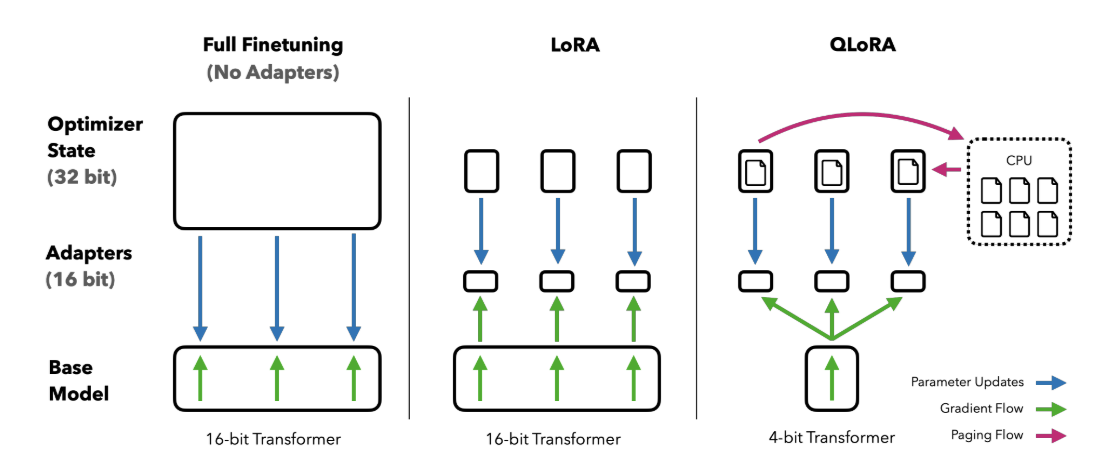 Full Finetuning
(No Adapters)
LoRA
QLoRA
Optimizer
State
(32 bit)
CPU
Adapters
(16 bit)
Base
Model
16-bit Transformer
16-bit Transformer
4-bit Transformer
Parameter Updates
Gradient Flow
Paging Flow